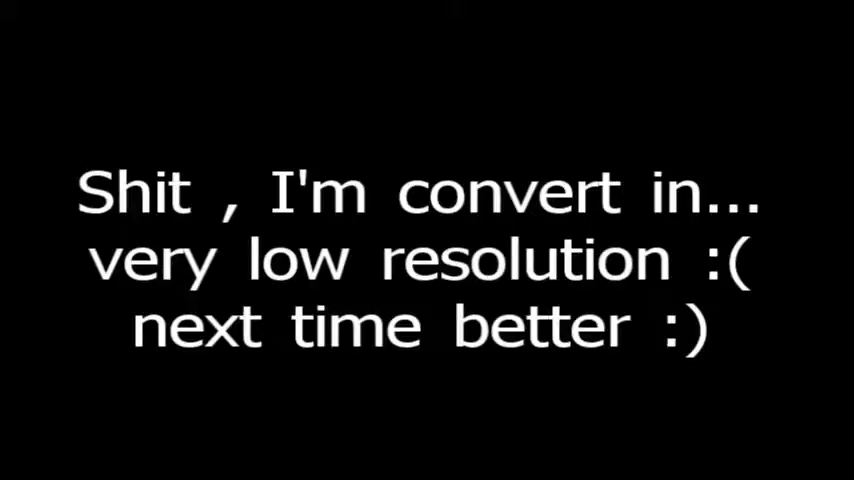 Shit , I'm convert in...
very low resolution :(
next time better :)